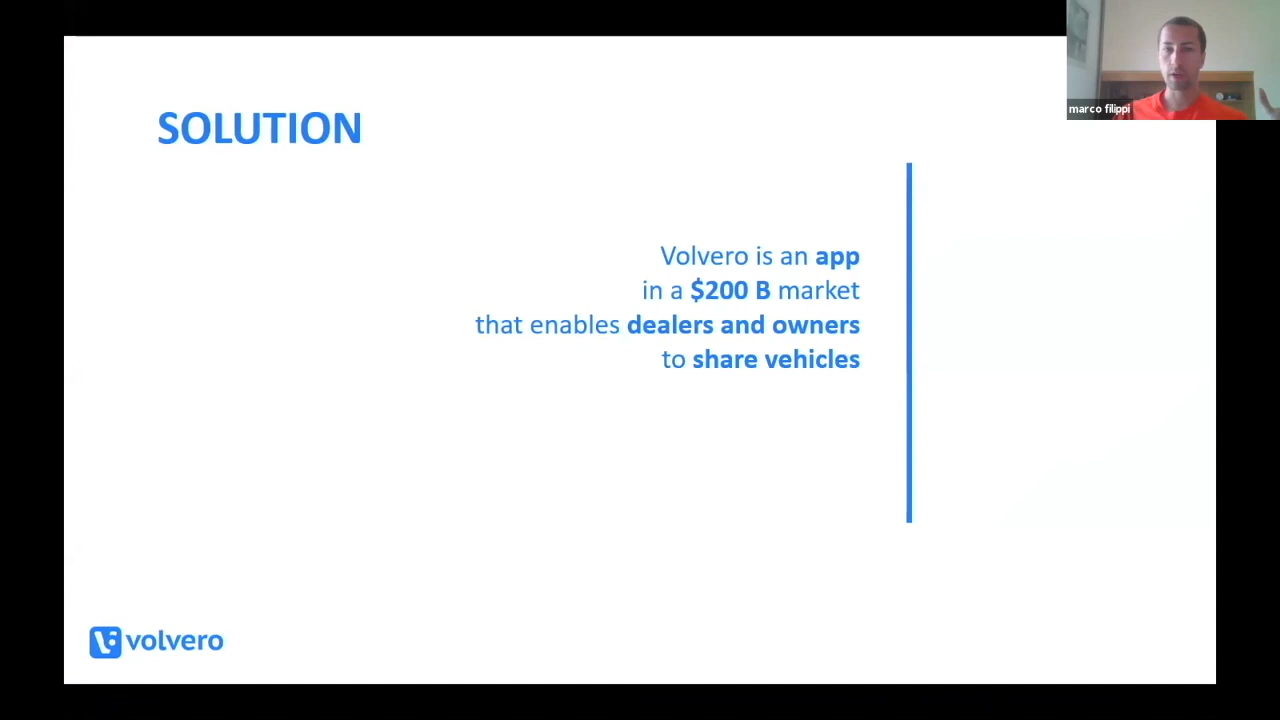 marco filippi
SOLUTION
Volvero is an app
in a $200 B market
that enables dealers and owners
to share vehicles
volvero